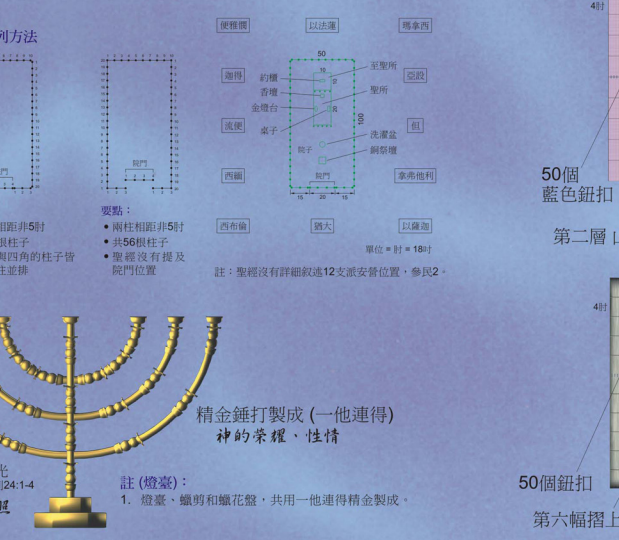 列方法
便雅憫
以法蓮
瑪拿西
迦得
亞設
流便
但
西緬
拿弗他利
西布倫
猶大
以薩迦
50
10
10
20
100
約櫃
香壇
金燈台
桌子
至聖所
聖所
洗濯盆
銅祭壇
院子
院門
15
20
15
單位 = 肘 = 18吋
註：聖經沒有詳細叙述12支派安營位置，參民2。
門
院門
相距非5肘
根柱子
與四角的柱子皆
柱並排
要點：
• 兩柱相距非5肘
• 共56根柱子
• 聖經沒有提及
院門位置
4肘
50個
藍色鈕扣
第二層
4肘
50個鈕扣
第六幅摺上
精金錘打製成 (一他連得)
神的榮耀、性情
光
24:1-4
照
註 (燈臺)：
1. 燈臺、蠟剪和蠟花盤，共用一他連得精金製成。